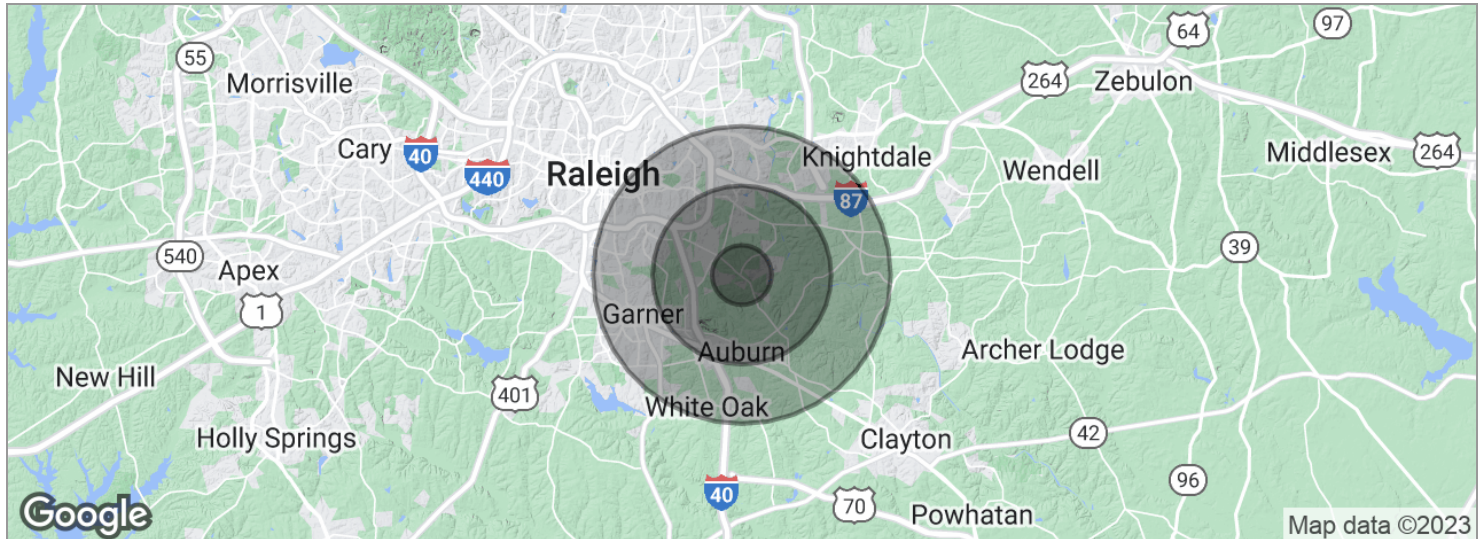 64
97
55
Morrisville
264
Zebulon
Cary
40
440
Raleigh
Knightdale
Wendell
Middlesex
264
87
540
Apex
39
1
Garner
Auburn
Archer Lodge
New Hill
401
White Oak
Holly Springs
Clayton
42
96
40
70
Powhatan
Google
Map data ©2023